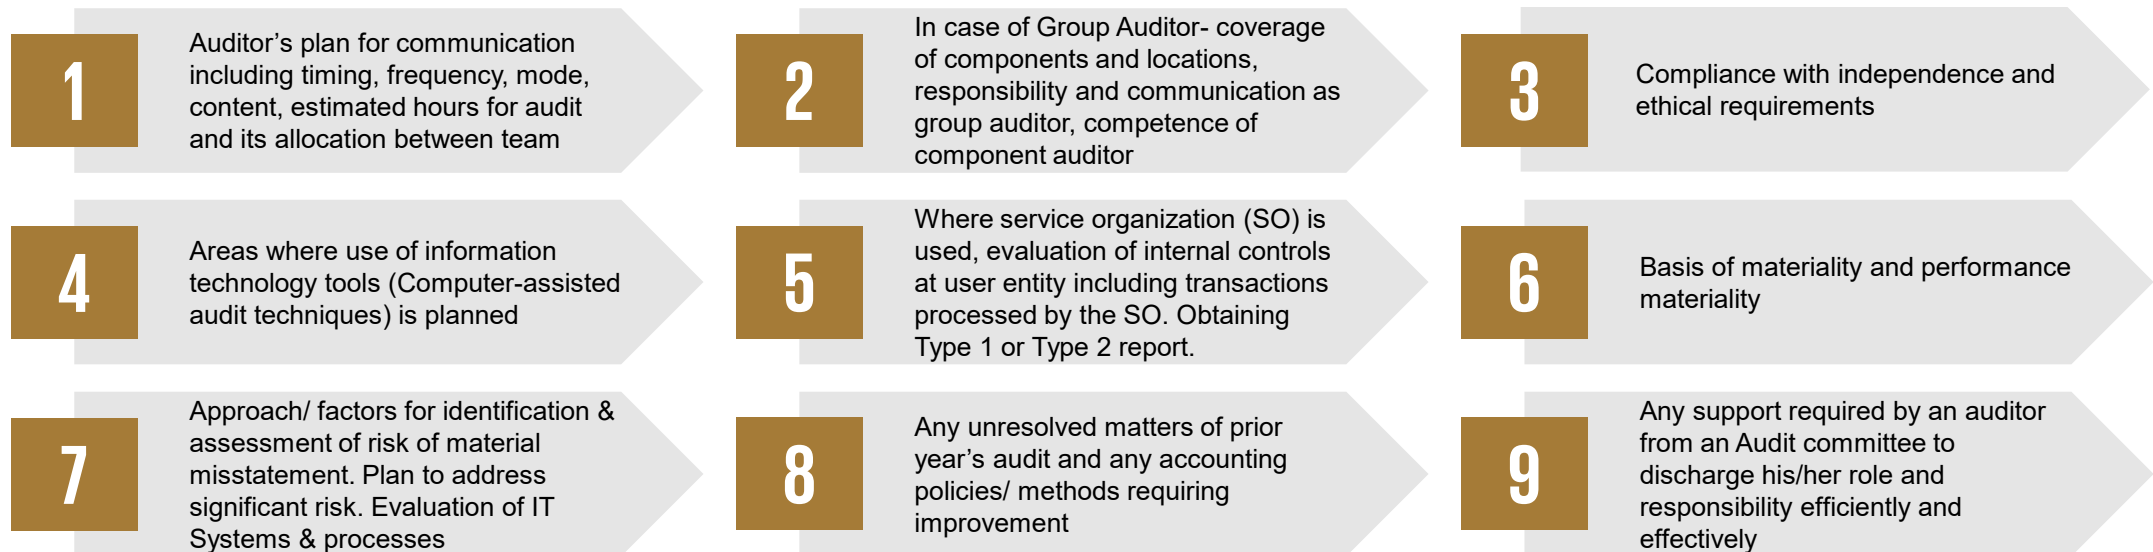 1
Auditor’s plan for communication
including timing, frequency, mode,
content, estimated hours for audit
and its allocation between team
2
In case of Group Auditor- coverage
of components and locations,
responsibility and communication as
group auditor, competence of
component auditor
3
Compliance with independence and
ethical requirements
4
Areas where use of information
technology tools (Computer-assisted
audit techniques) is planned
5
Where service organization (SO) is
used, evaluation of internal controls
at user entity including transactions
processed by the SO. Obtaining
Type 1 or Type 2 report.
6
Basis of materiality and performance
materiality
7
Approach/ factors for identification &
assessment of risk of material
misstatement. Plan to address
significant risk. Evaluation of IT
Systems & processes
8
Any unresolved matters of prior
year’s audit and any accounting
policies/ methods requiring
improvement
9
Any support required by an auditor
from an Audit committee to
discharge his/her role and
responsibility efficiently and
effectively